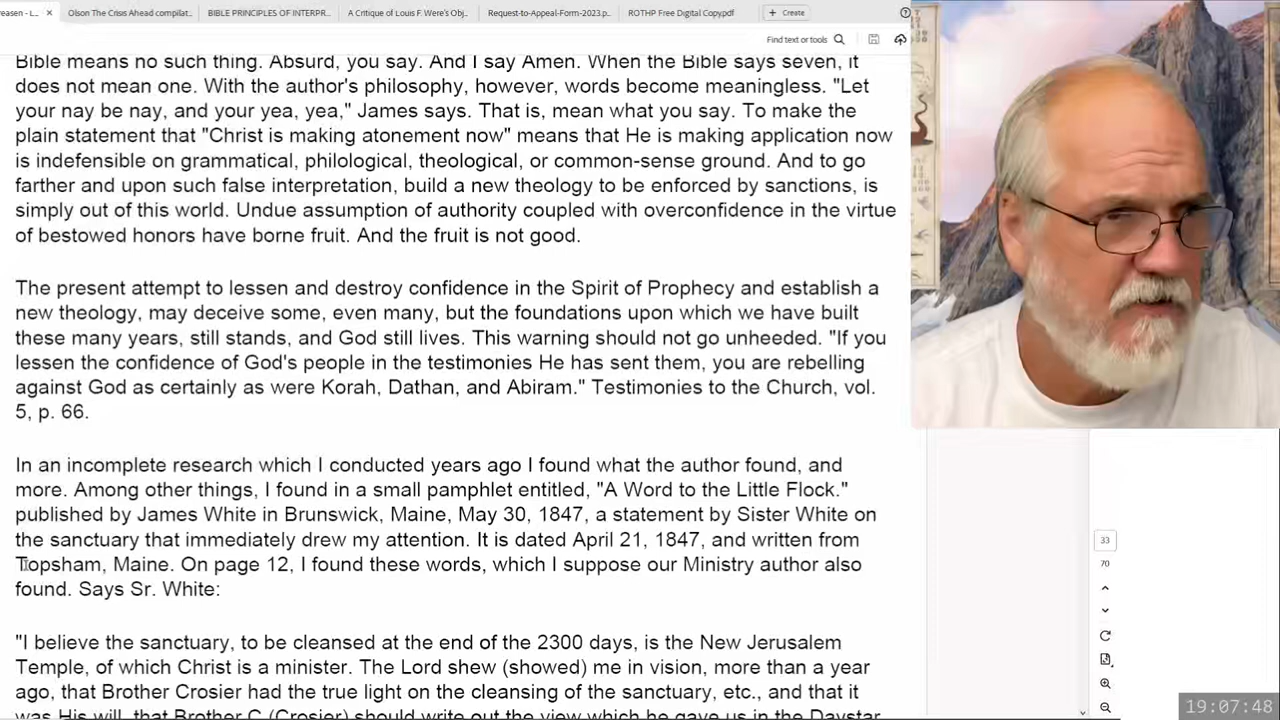 reasen - L...
Olson The Crisis Ahead compilat...
BIBLE PRINCIPLES OF INTERPR...
A Critique of Louis F. Were's Obj...
Request-to-Appeal-Form-2023.p...
ROTHP Free Digital Copy.pdf
Create
Find text or tools
Bible means no such thing. Absurd, you say. And I say Amen. When the Bible says seven, it
does not mean one. With the author's philosophy, however, words become meaningless. "Let
your nay be nay, and your yea, yea," James says. That is, mean what you say. To make the
plain statement that "Christ is making atonement now" means that He is making application now
is indefensible on grammatical, philological, theological, or common-sense ground. And to go
farther and upon such false interpretation, build a new theology to be enforced by sanctions, is
simply out of this world. Undue assumption of authority coupled with overconfidence in the virtue
of bestowed honors have borne fruit. And the fruit is not good.
The present attempt to lessen and destroy confidence in the Spirit of Prophecy and establish a
new theology, may deceive some, even many, but the foundations upon which we have built
these many years, still stands, and God still lives. This warning should not go unheeded. "If you
lessen the confidence of God's people in the testimonies He has sent them, you are rebelling
against God as certainly as were Korah, Dathan, and Abiram." Testimonies to the Church, vol.
5, p. 66.
In an incomplete research which I conducted years ago I found what the author found, and
more. Among other things, I found in a small pamphlet entitled, "A Word to the Little Flock."
published by James White in Brunswick, Maine, May 30, 1847, a statement by Sister White on
the sanctuary that immediately drew my attention. It is dated April 21, 1847, and written from
Topsham, Maine. On page 12, I found these words, which I suppose our Ministry author also
found. Says Sr. White:
"I believe the sanctuary, to be cleansed at the end of the 2300 days, is the New Jerusalem
Temple, of which Christ is a minister. The Lord shew (showed) me in vision, more than a year
ago, that Brother Crosier had the true light on the cleansing of the sanctuary, etc., and that it
was His will, that Brother C (Crosier) should write out the view which he gave us in the Daystar
33
70
19:07:48